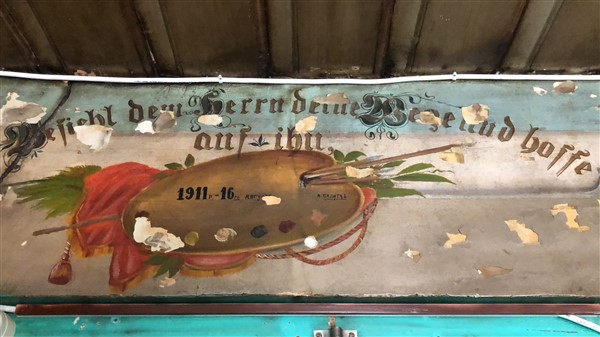 Befiehl dem Herrn deine Wege und hoffe
auf ihn
1911 - 16